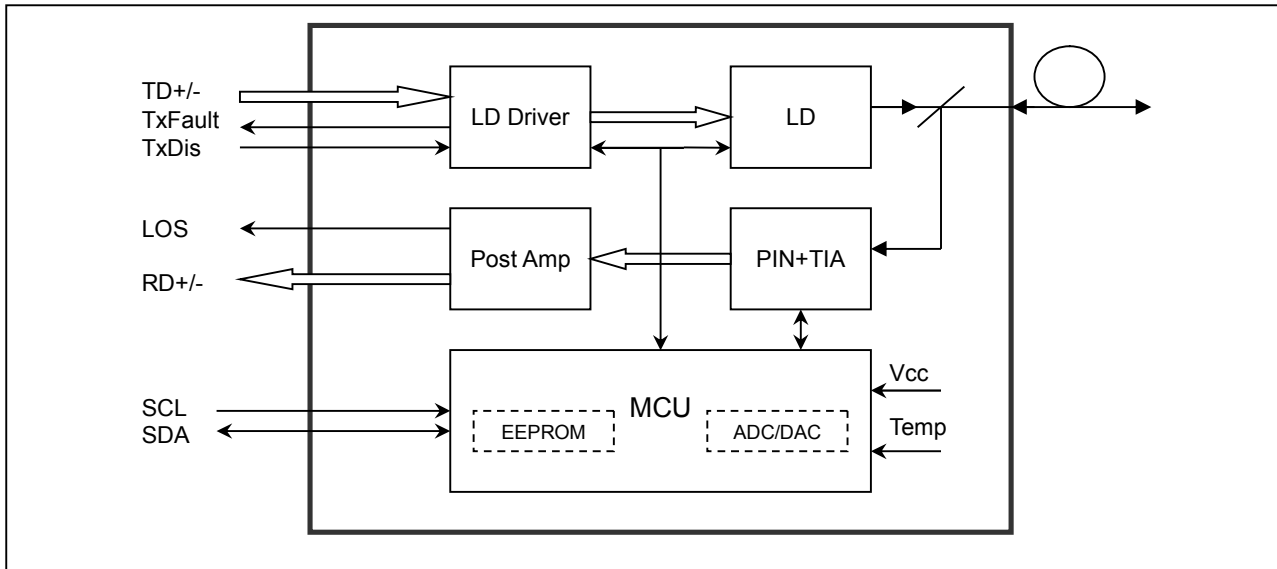 TD+/-
TxFault
TxDis
LD Driver
LD
LOS
RD+/-
Post Amp
PIN+TIA
SCL
SDA
MCU
EEPROM
ADC/DAC
Vcc
Temp